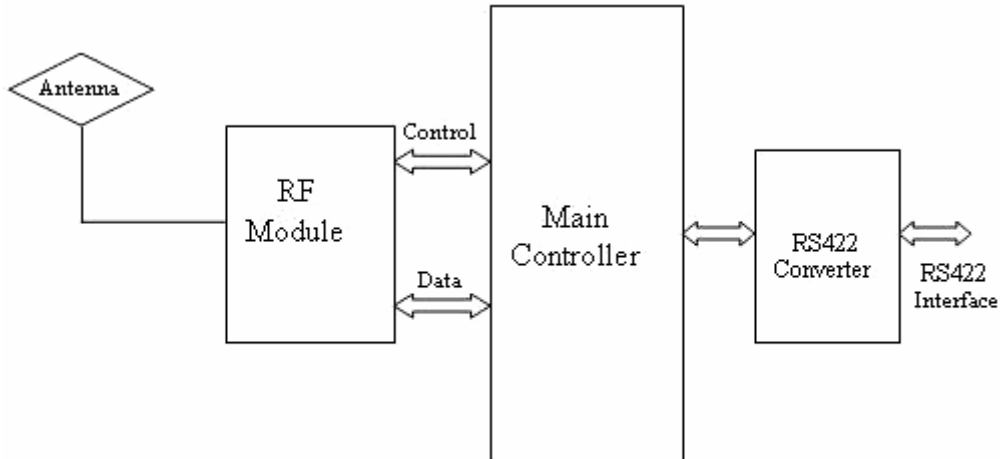 Antenna
RF
Module
Control
Data
Main
Controller
RS422
Converter
RS422
Interface